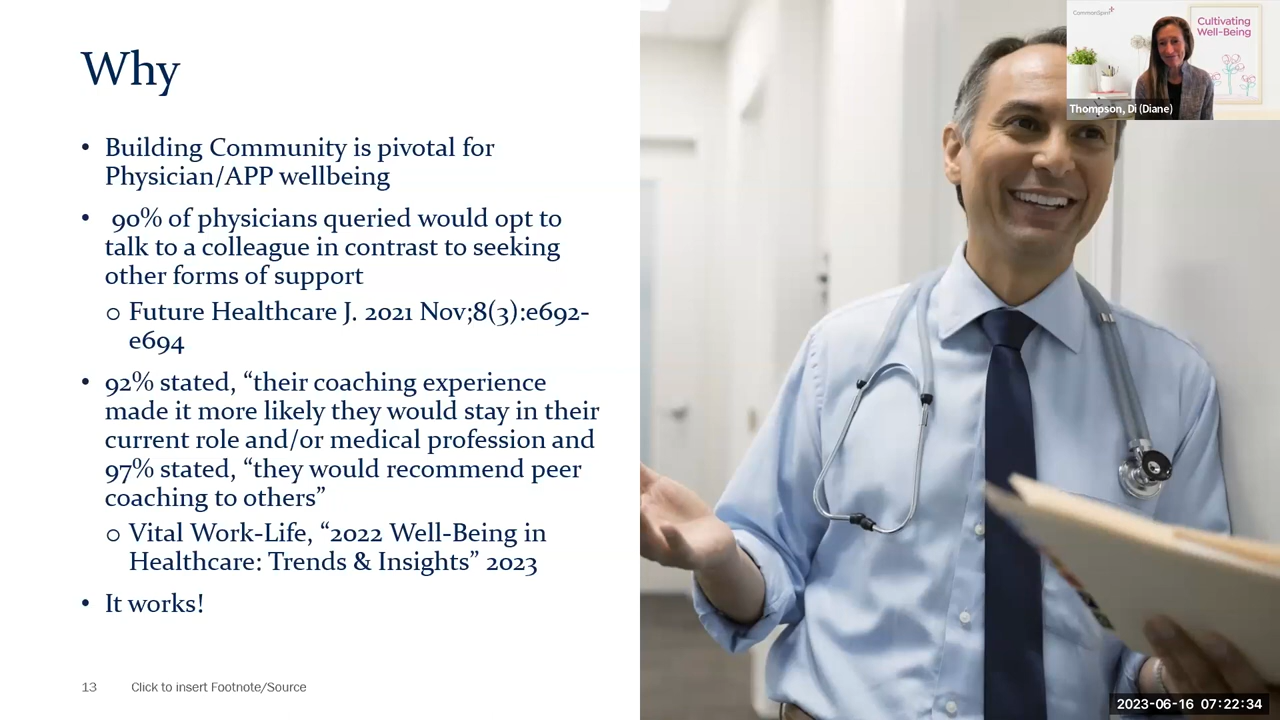 Why
• Building Community is pivotal for
Physician/APP wellbeing
• 90% of physicians queried would opt to
talk to a colleague in contrast to seeking
other forms of support
o Future Healthcare J. 2021 Nov;8(3):e692-
e694
• 92% stated, “their coaching experience
made it more likely they would stay in their
current role and/or medical profession and
97% stated, “they would recommend peer
coaching to others”
o Vital Work-Life, “2022 Well-Being in
Healthcare: Trends & Insights” 2023
• It works!
13 Click to insert Footnote/Source
CommonSpirit
Cultivating
Well-Being
Thompson, Di (Diane)
2023-06-16 07:22:34